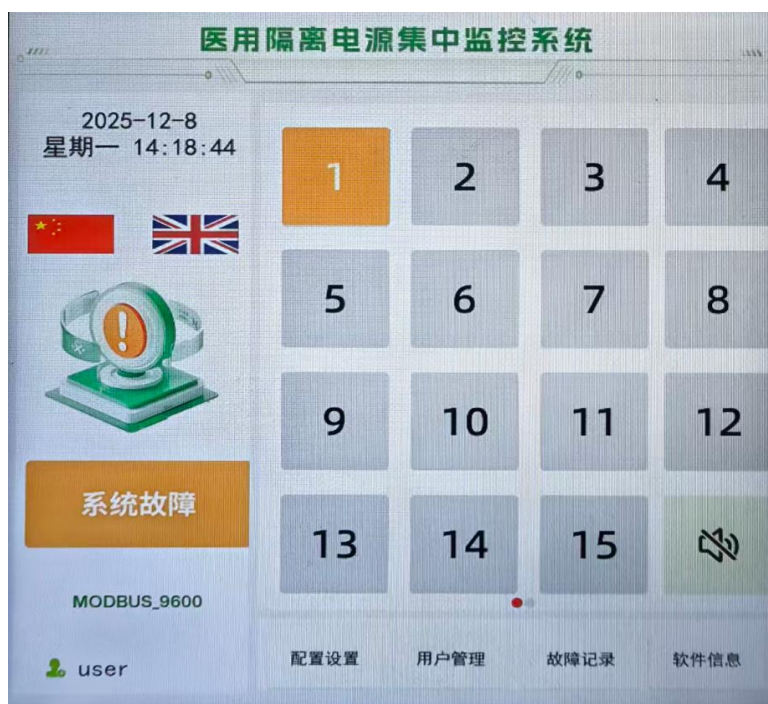 医用隔离电源集中监控系统
2025-12-8
星期一 14:18:44
1 2 3 4
5 6 7 8
9 10 11 12
系统故障
13 14 15
MODBUS_9600
user
配置设置 用户管理 故障记录 软件信息